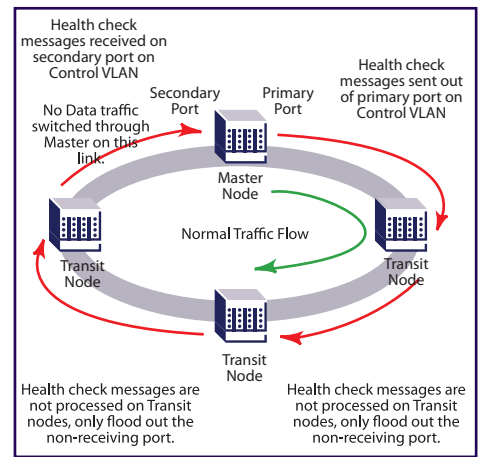 Health check
messages received on
secondary port on
Control VLAN
Health check
messages sent out
of primary port on
Control VLAN
Secondary
Port
Primary
Port
No Data traffic
switched through
Master on this
link.
Master
Node
Normal Traffic Flow
Transit
Node
Transit
Node
Transit
Node
Health check messages are
not processed on Transit
nodes, only flood out the
non-receiving port.
Health check messages are
not processed on Transit
nodes, only flood out the
non-receiving port.